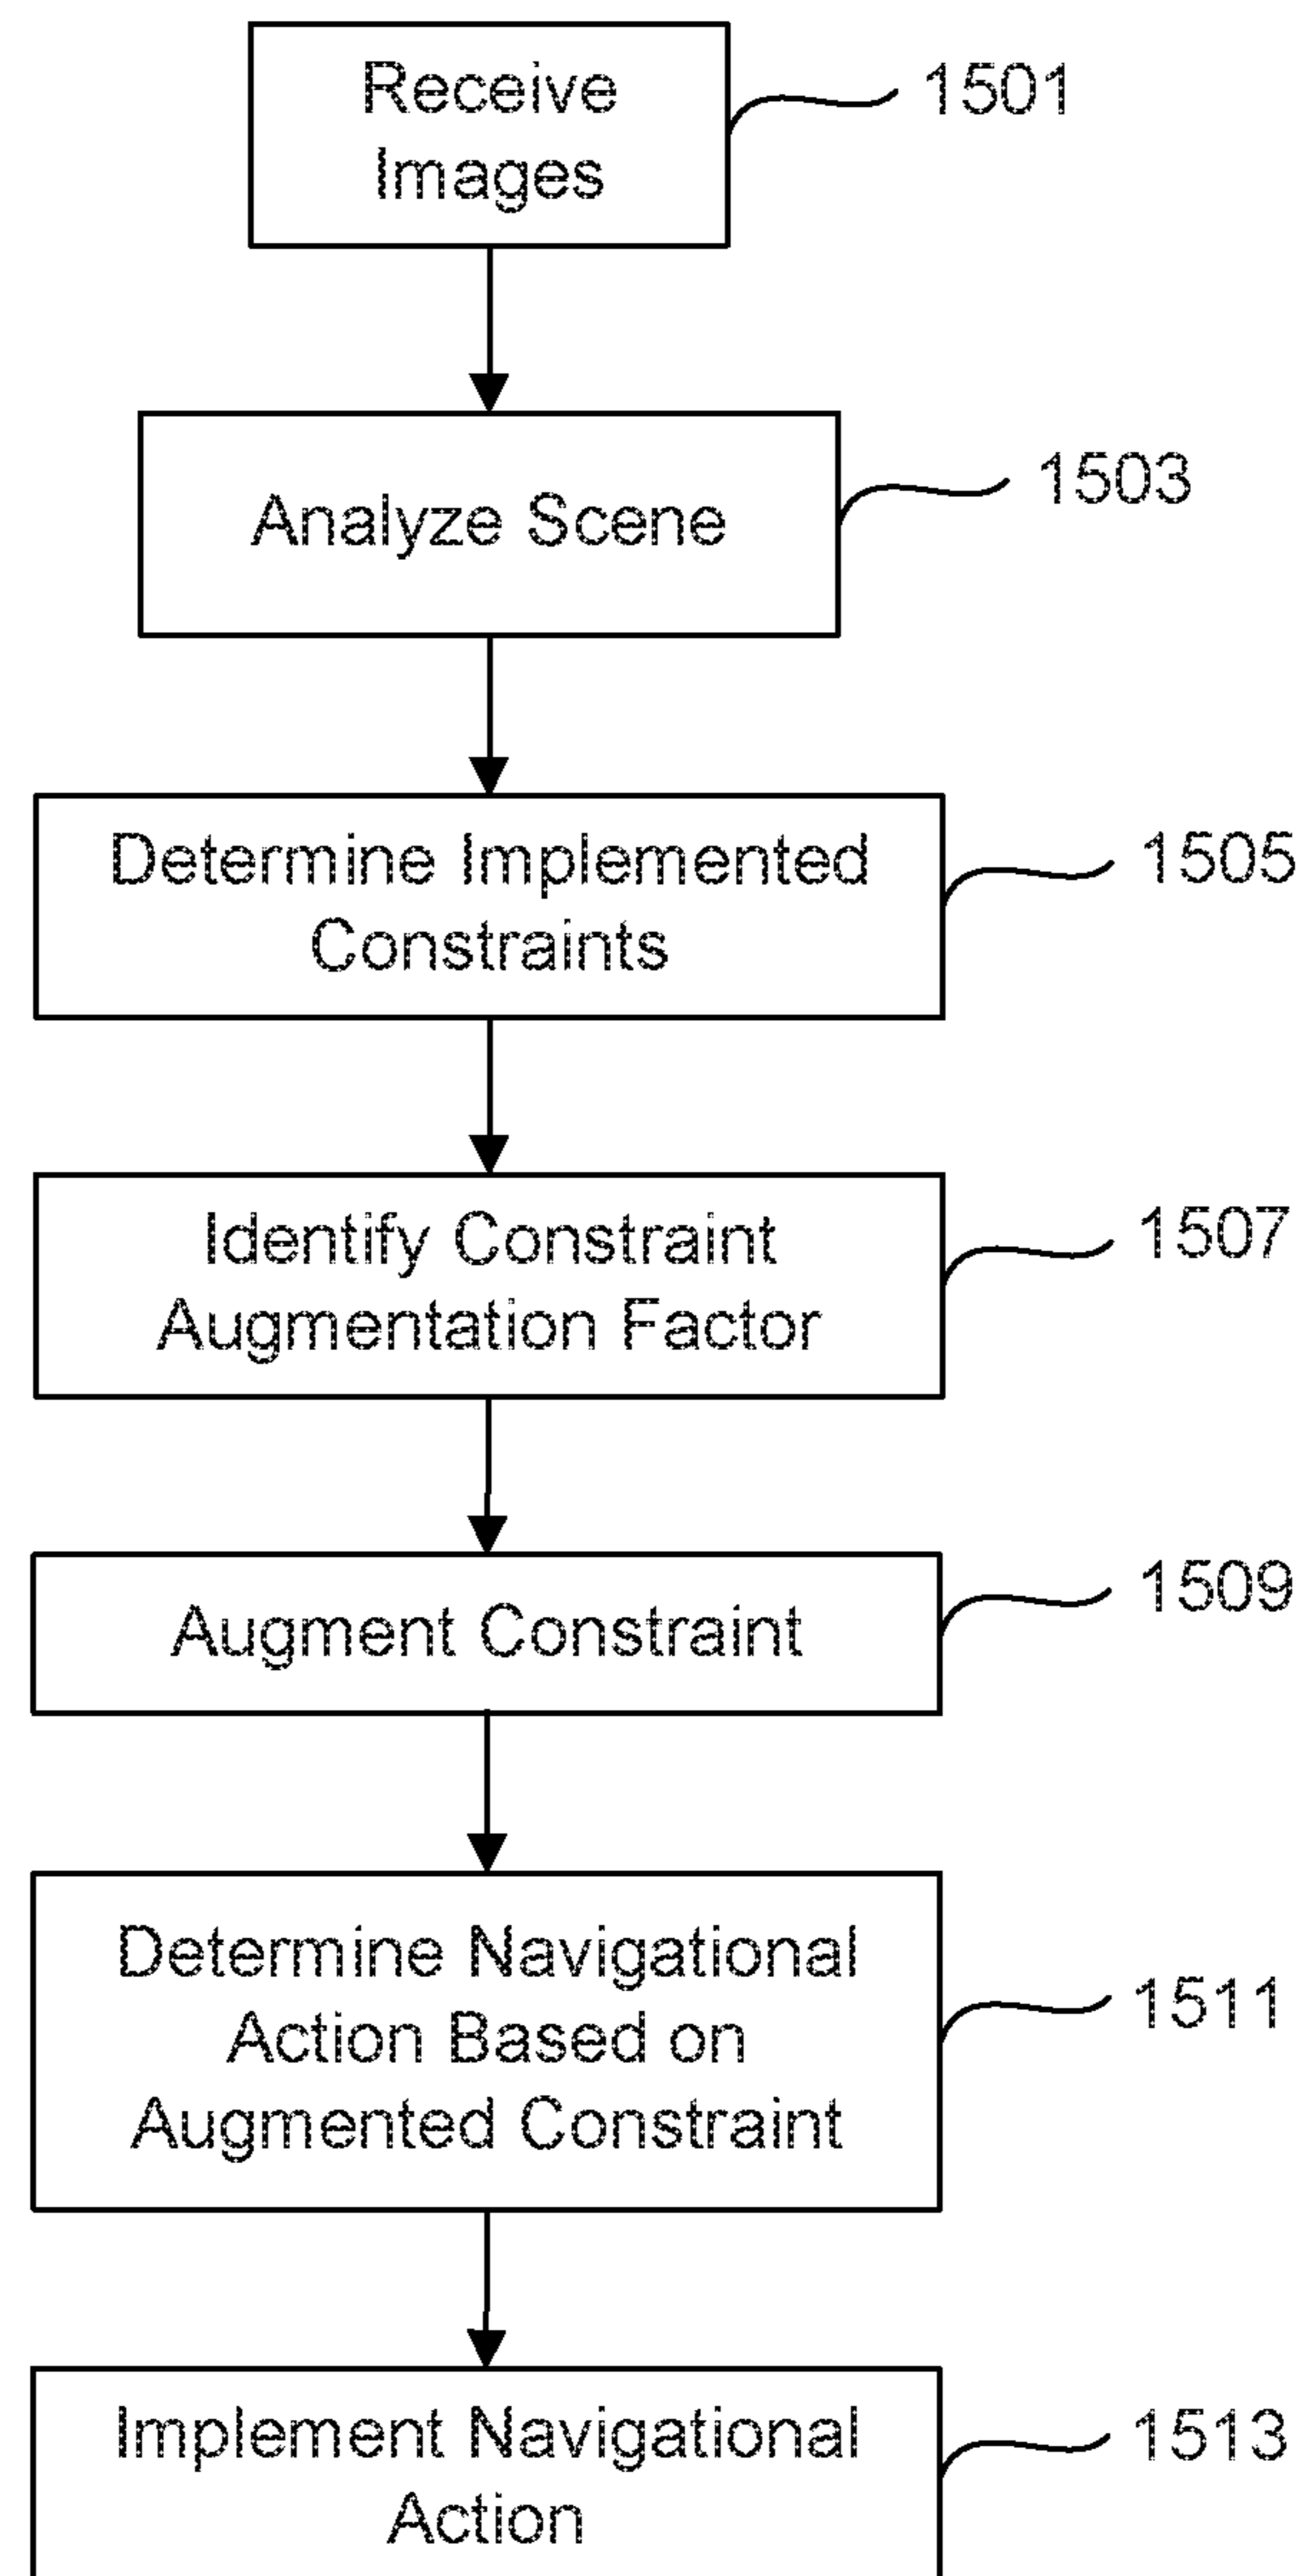 Receive
Images
1501
Analyze Scene
1503
Determine Implemented
Constraints
1505
Identify Constraint
Augmentation Factor
1507
Augment Constraint
1509
Determine Navigational
Action Based on
Augmented Constraint
1511
Implement Navigational
Action
1513